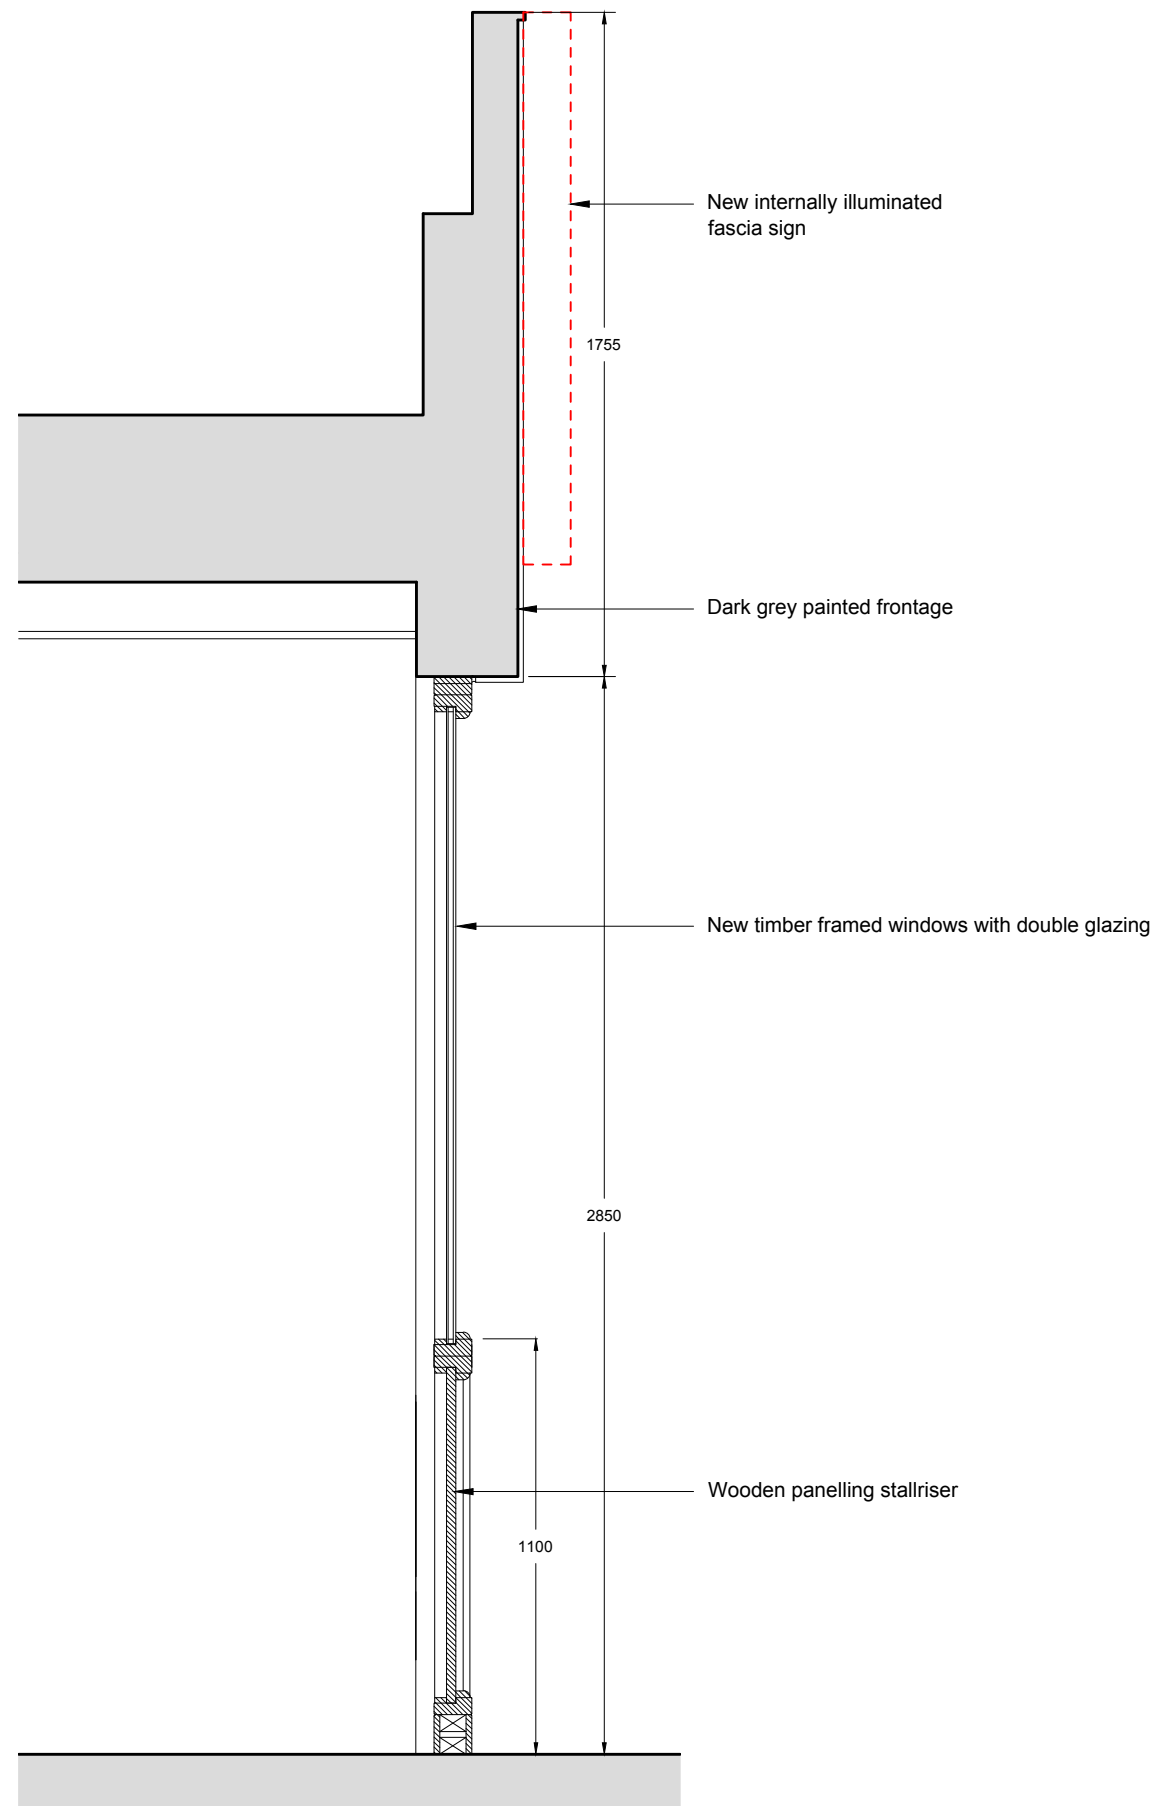 New internally illuminated
fascia sign
1755
Dark grey painted frontage
New timber framed windows with double glazing
2850
Wooden panelling stallriser
1100